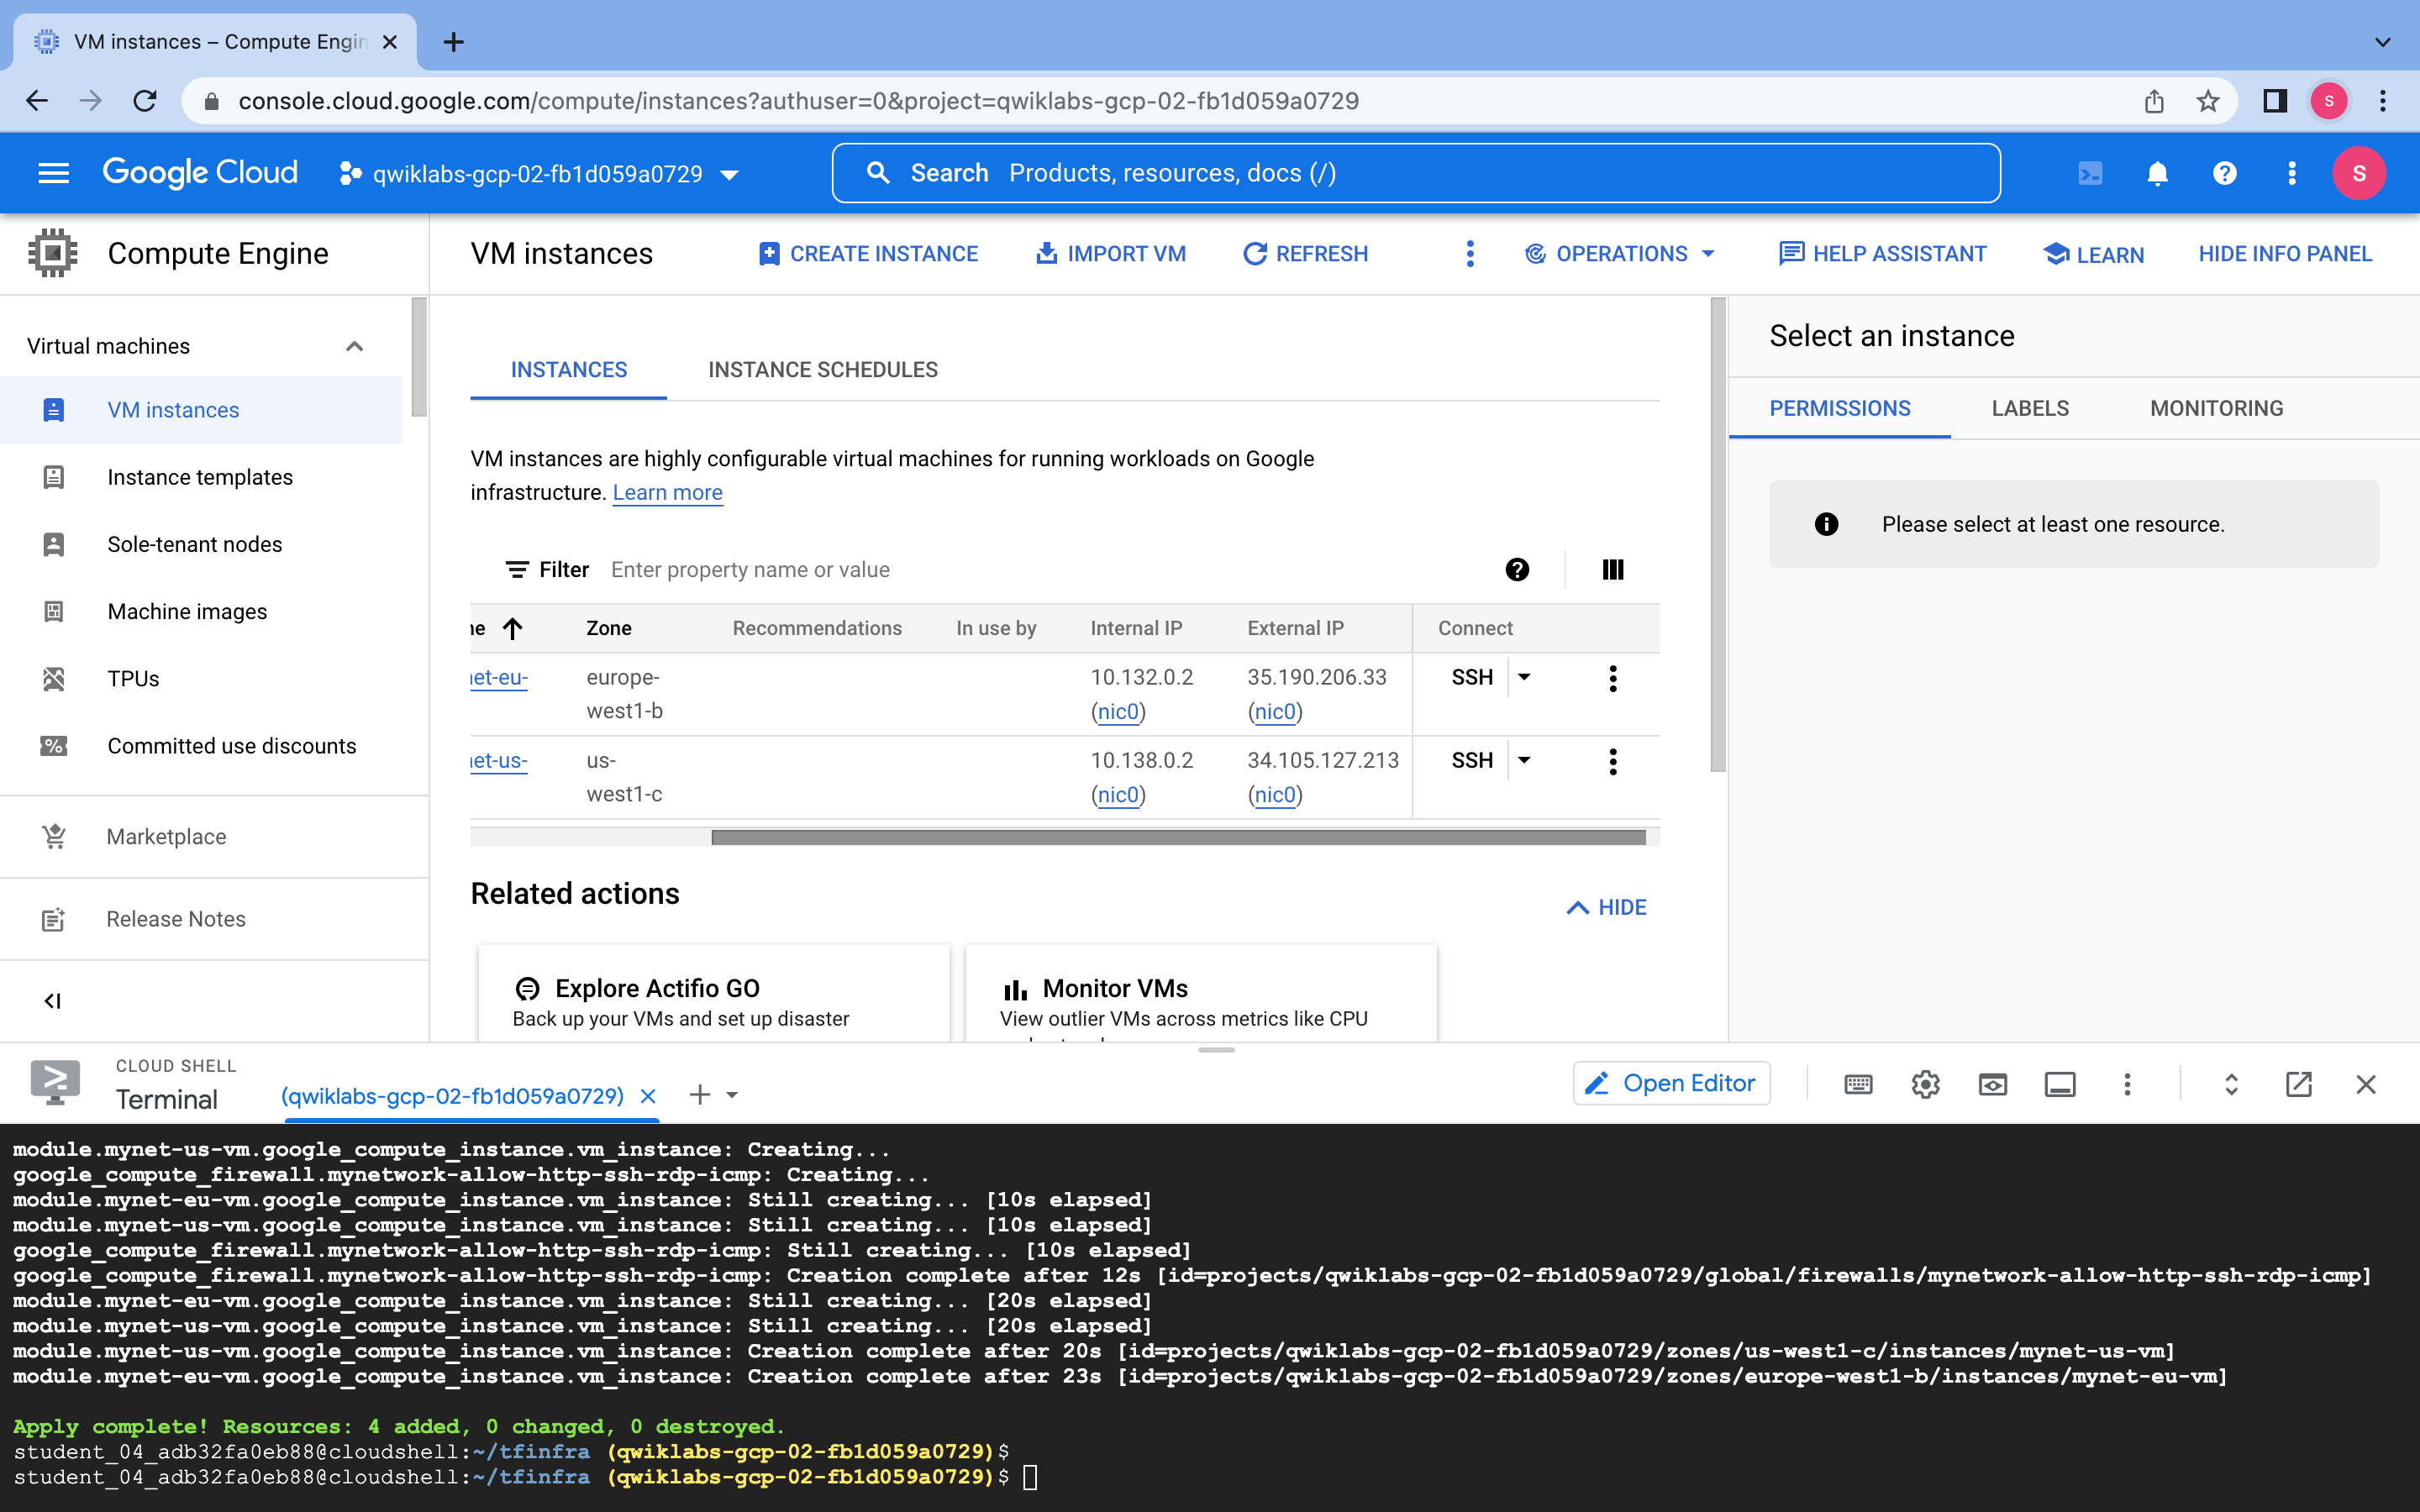 VM instances – Compute Engin
console.cloud.google.com/compute/instances?authuser=0&project=qwiklabs-gcp-02-fb1d059a0729
S
Google Cloud
qwiklabs-gcp-02-fb1d059a0729
Search Products, resources, docs (/)
S
Compute Engine
VM instances
CREATE INSTANCE
IMPORT VM
REFRESH
OPERATIONS
HELP ASSISTANT
LEARN
HIDE INFO PANEL
Virtual machines
VM instances
Instance templates
Sole-tenant nodes
Machine images
TPUs
Committed use discounts
Marketplace
Release Notes
INSTANCES
INSTANCE SCHEDULES
VM instances are highly configurable virtual machines for running workloads on Google
infrastructure. Learn more
Filter Enter property name or value
Zone Recommendations In use by Internal IP External IP Connect
et-eu- europe- 10.132.0.2 35.190.206.33 SSH
west1-b (nic0) (nic0)
et-us- us- 10.138.0.2 34.105.127.213 SSH
west1-c (nic0) (nic0)
Related actions
HIDE
Explore Actifio GO
Back up your VMs and set up disaster
Monitor VMs
View outlier VMs across metrics like CPU
Select an instance
PERMISSIONS
LABELS
MONITORING
Please select at least one resource.
CLOUD SHELL
Terminal
(qwiklabs-gcp-02-fb1d059a0729)
Open Editor
module.mynet-us-vm.google_compute_instance.vm_instance: Creating...
google_compute_firewall.mynetwork-allow-http-ssh-rdp-icmp: Creating...
module.mynet-eu-vm.google_compute_instance.vm_instance: Still creating... [10s elapsed]
module.mynet-us-vm.google_compute_instance.vm_instance: Still creating... [10s elapsed]
google_compute_firewall.mynetwork-allow-http-ssh-rdp-icmp: Still creating... [10s elapsed]
google_compute_firewall.mynetwork-allow-http-ssh-rdp-icmp: Creation complete after 12s [id=projects/qwiklabs-gcp-02-fb1d059a0729/global/firewalls/mynetwork-allow-http-ssh-rdp-icmp]
module.mynet-eu-vm.google_compute_instance.vm_instance: Still creating... [20s elapsed]
module.mynet-us-vm.google_compute_instance.vm_instance: Still creating... [20s elapsed]
module.mynet-us-vm.google_compute_instance.vm_instance: Creation complete after 20s [id=projects/qwiklabs-gcp-02-fb1d059a0729/zones/us-west1-c/instances/mynet-us-vm]
module.mynet-eu-vm.google_compute_instance.vm_instance: Creation complete after 23s [id=projects/qwiklabs-gcp-02-fb1d059a0729/zones/europe-west1-b/instances/mynet-eu-vm]
Apply complete! Resources: 4 added, 0 changed, 0 destroyed.
student_04_adb32fa0eb88@cloudshell:~/tfinfra (qwiklabs-gcp-02-fb1d059a0729)$
student_04_adb32fa0eb88@cloudshell:~/tfinfra (qwiklabs-gcp-02-fb1d059a0729)$